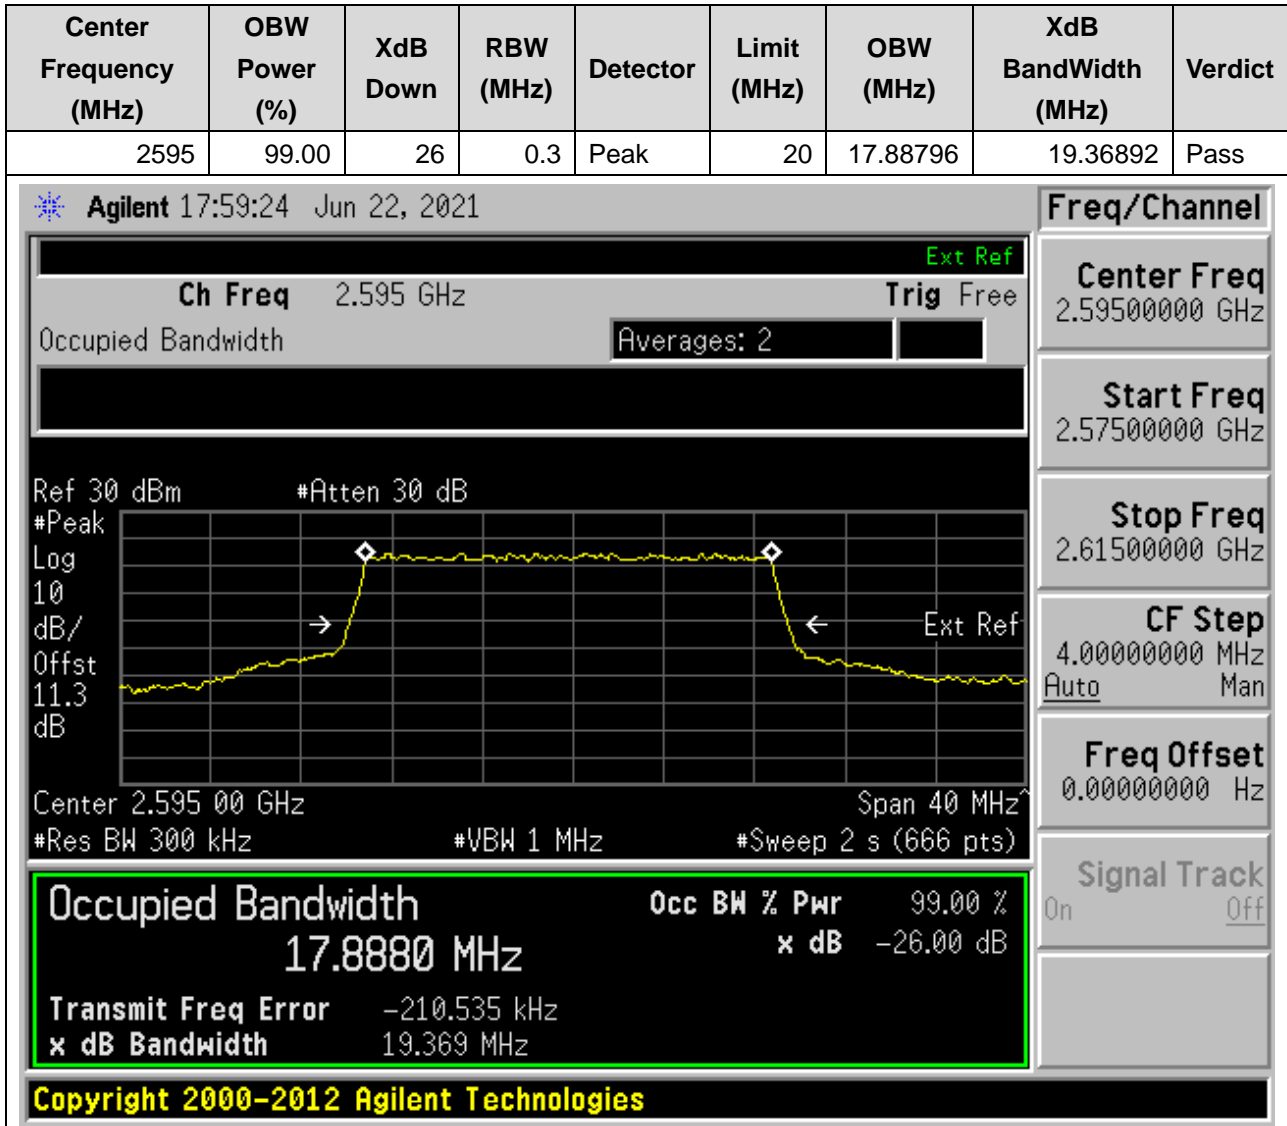 Center Frequency (MHz) OBW Power (%) XdB Down RBW (MHz) Detector Limit (MHz) OBW (MHz) XdB BandWidth (MHz) Verdict
2595 99.00 26 0.3 Peak 20 17.88796 19.36892 Pass
Agilent 17:59:24 Jun 22, 2021
Freq/Channel
Ext Ref
Ch Freq 2.595 GHz Trig Free
Occupied Bandwidth Averages: 2
Center Freq
2.59500000 GHz
Start Freq
2.57500000 GHz
Stop Freq
2.61500000 GHz
CF Step
4.00000000 MHz
Auto Man
Freq Offset
0.00000000 Hz
Signal Track
On Off
Ref 30 dBm #Atten 30 dB
#Peak
Log
10
dB/
Offst
11.3
dB
Ext Ref
Center 2.595 00 GHz Span 40 MHz^
#Res BW 300 kHz #VBW 1 MHz #Sweep 2 s (666 pts)
Occupied Bandwidth
17.8880 MHz
Occ BW % Pwr 99.00 %
x dB -26.00 dB
Transmit Freq Error -210.535 kHz
x dB Bandwidth 19.369 MHz
Copyright 2000-2012 Agilent Technologies